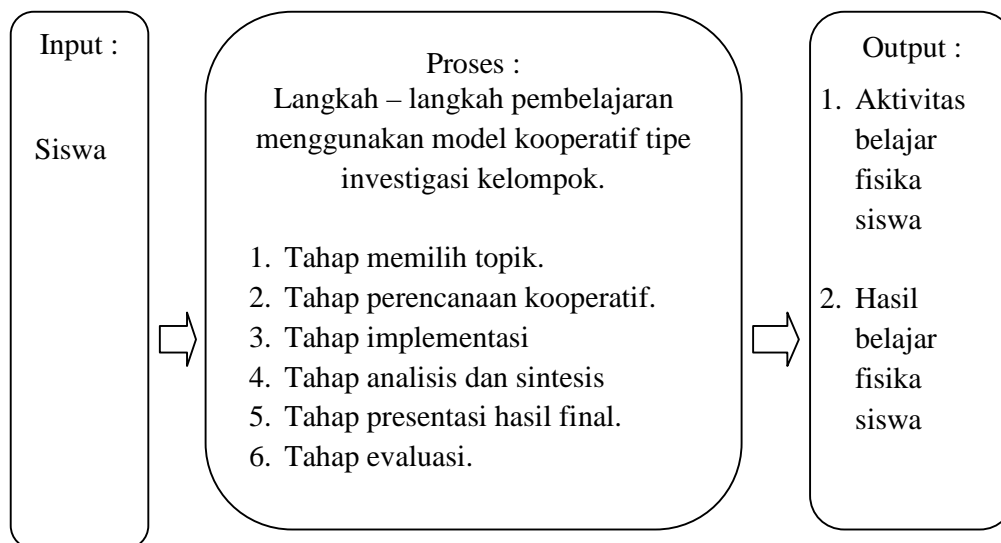 Input :
Siswa
Proses :
Langkah – langkah pembelajaran
menggunakan model kooperatif tipe
investigasi kelompok.
1. Tahap memilih topik.
2. Tahap perencanaan kooperatif.
3. Tahap implementasi
4. Tahap analisis dan sintesis
5. Tahap presentasi hasil final.
6. Tahap evaluasi.
Output :
1. Aktivitas
belajar
fisika
siswa
2. Hasil
belajar
fisika
siswa